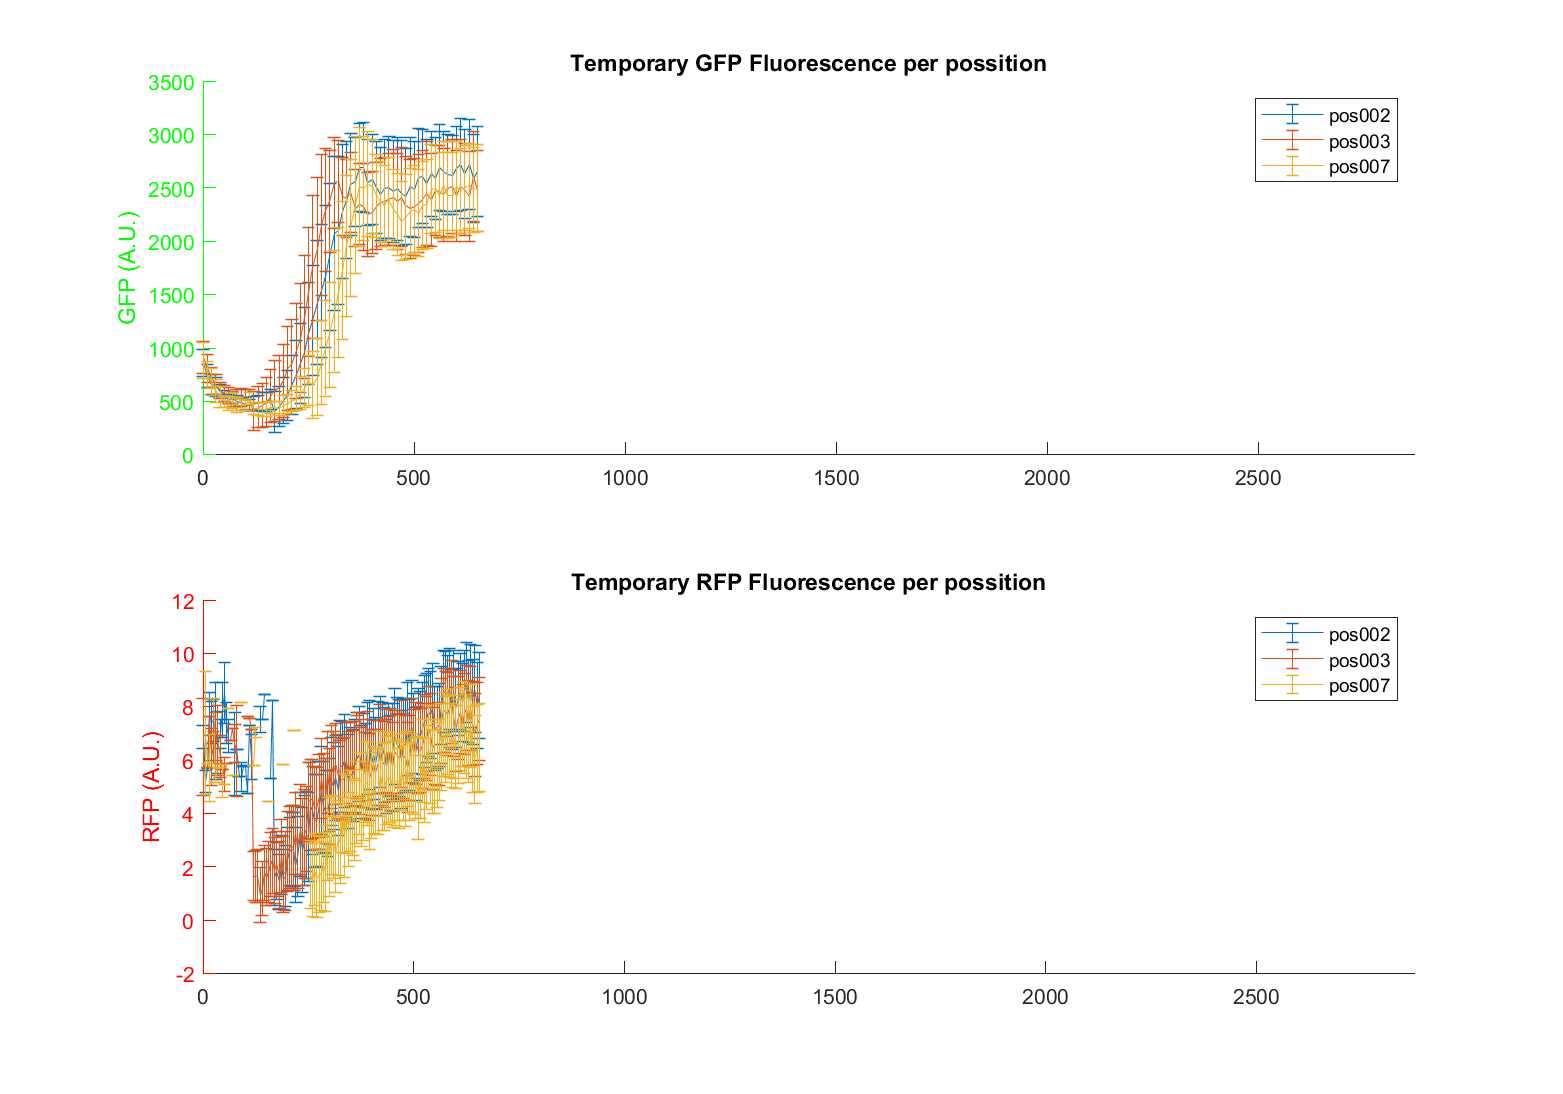 Temporary GFP Fluorescence per possition
3500
3000
2500
2000
1500
1000
500
0
GFP (A.U.)
0 500 1000 1500 2000 2500
pos002
pos003
pos007
Temporary RFP Fluorescence per possition
12
10
8
6
4
2
0
-2
RFP (A.U.)
0 500 1000 1500 2000 2500
pos002
pos003
pos007